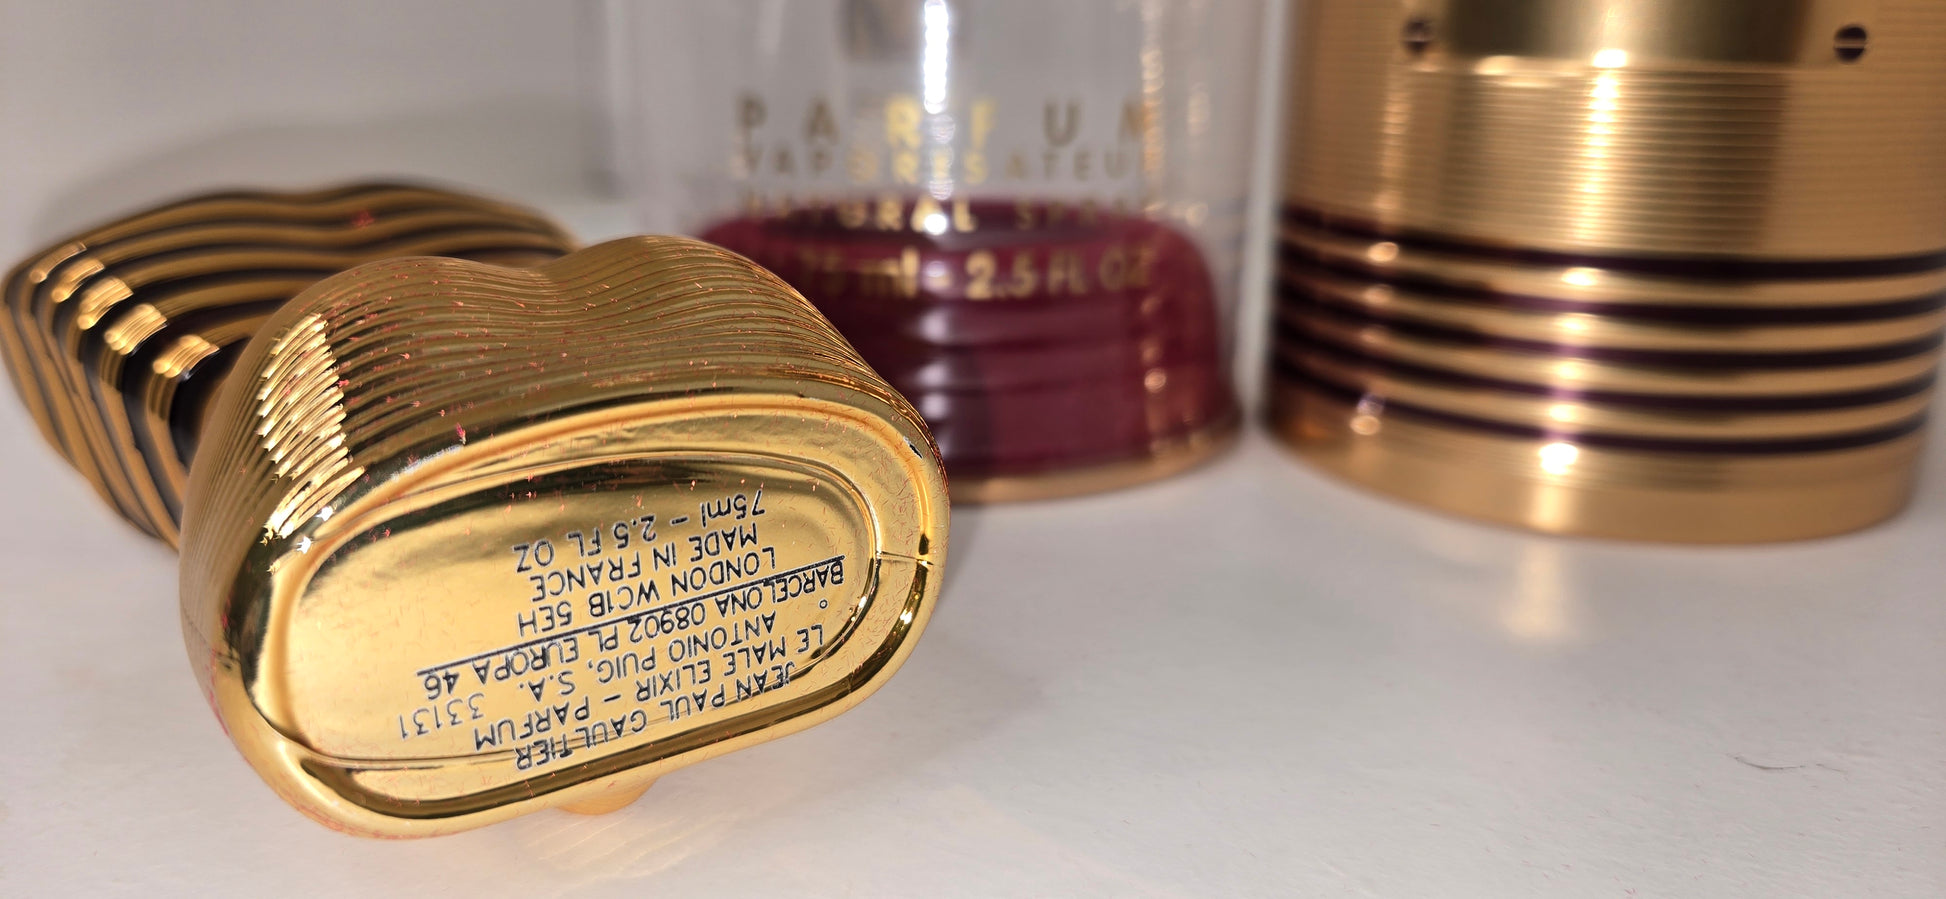 JEAN PAUL GAULTIER
LE MALE ELIXIR – PARFUM
ANTONIO PUIG, S.A. 33131
BARCELONA 08902 PL EUROPA 46
LONDON WC1B 5EH
MADE IN FRANCE
75ml – 2.5 FL OZ
PARFUM
VAPORISATEUR
NATURAL SPRAY
75 ml - 2.5 FL OZ